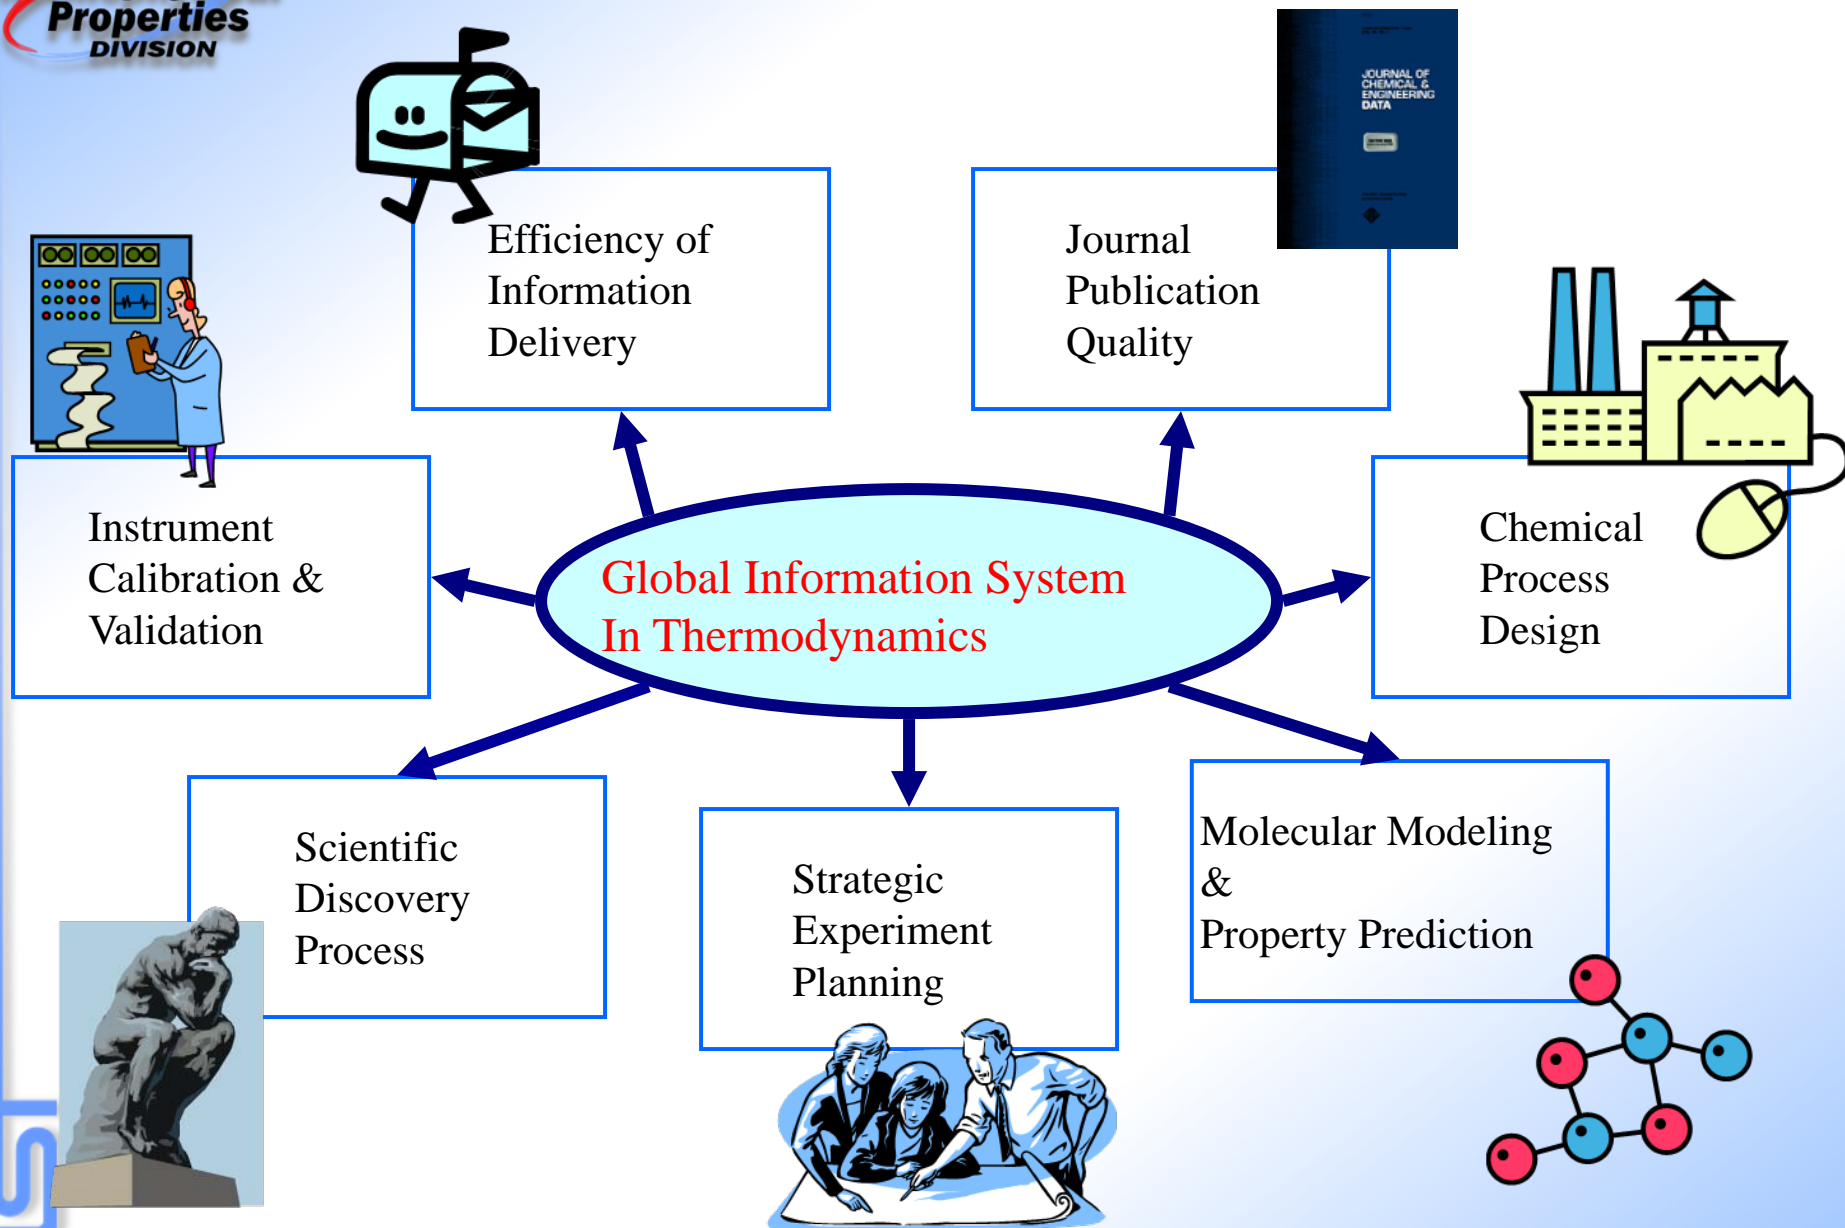 Properties
DIVISION
JOURNAL OF
CHEMICAL &
ENGINEERING
DATA
Efficiency of
Information
Delivery
Journal
Publication
Quality
Instrument
Calibration &
Validation
Chemical
Process
Design
Global Information System
In Thermodynamics
Scientific
Discovery
Process
Strategic
Experiment
Planning
Molecular Modeling
&
Property Prediction